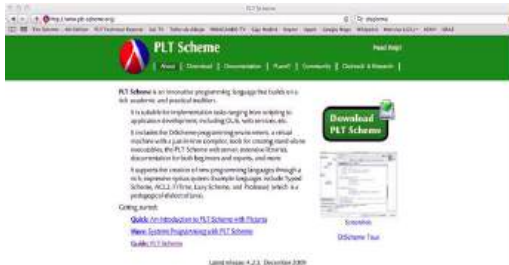 PLT Scheme
PLT Scheme
Need Help?
About | Download | Documentation | PLaneT | Community | Outreach & Research
PLT Scheme is an innovative programming language that builds on a
rich academic and practical tradition.
It is suitable for implementation tasks ranging from scripting to
application development, including GUIs, web services, etc.
It includes the DrScheme programming environment, a virtual
machine with a just-in-time compiler, tools for creating stand-alone
executables, the PLT Scheme web server, extensive libraries,
documentation for both beginners and experts, and more.
It supports the creation of new programming languages through a
rich, expressive syntax system. Example languages include Typed
Scheme, ACL2, FrTime, Lazy Scheme, and ProfessorJ (which is a
pedagogical dialect of Java).
Download
PLT Scheme
Screenshots
DrScheme Tour
Getting started:
Quick: An Introduction to PLT Scheme with Pictures
More: Systems Programming with PLT Scheme
Guide: PLT Scheme
Latest release: 4.2.3, December 2009